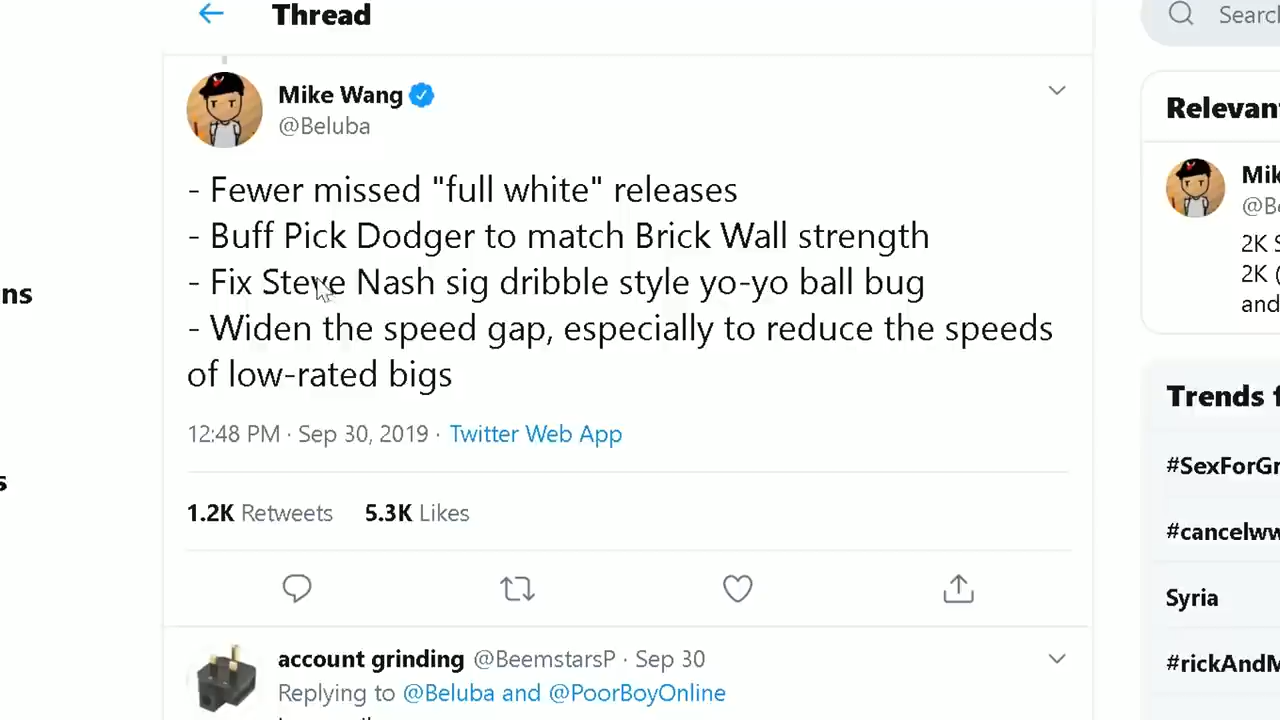 Thread
Searc
Mike Wang
@Beluba
- Fewer missed "full white" releases
- Buff Pick Dodger to match Brick Wall strength
- Fix Steve Nash sig dribble style yo-yo ball bug
- Widen the speed gap, especially to reduce the speeds
of low-rated bigs
12:48 PM · Sep 30, 2019 · Twitter Web App
1.2K Retweets 5.3K Likes
account grinding @BeemstarsP · Sep 30
Replying to @Beluba and @PoorBoyOnline
ns
s
Relevan
Mik
@Be
2K S
2K (
and
Trends f
#SexForGr
#cancelww
Syria
#rickAndM